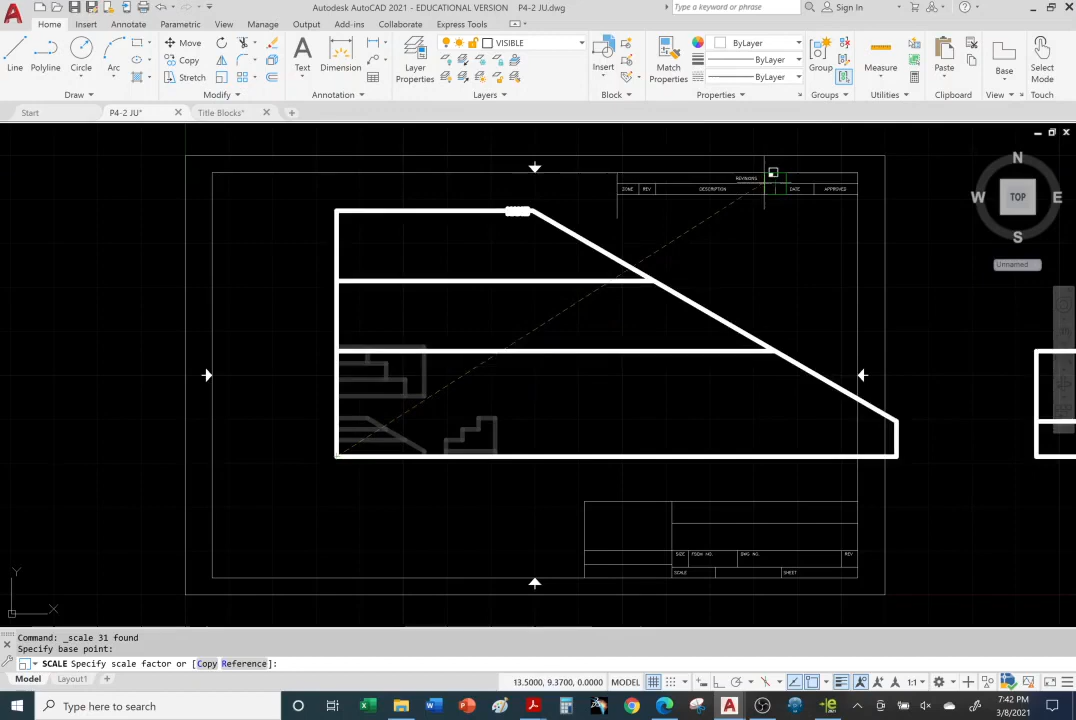 Autodesk AutoCAD 2021 - EDUCATIONAL VERSION P4-2 JU.dwg
Type a keyword or phrase
Sign In
Home Insert Annotate Parametric View Manage Output Add-ins Collaborate Express Tools
Line Polyline Circle Arc
Move
Copy
Stretch
Text Dimension
Layer
Properties
VISIBLE
Insert
Match
Properties
ByLayer
ByLayer
ByLayer
Group
Measure
Paste
Base
Select
Mode
Draw Modify Annotation Layers Block Properties Groups Utilities Clipboard View Touch
Start P4-2 JU* Title Blocks*
N
W TOP E
S
Unnamed
REVISIONS
ZONE REV DESCRIPTION DATE APPROVED
SIZE FSCM NO. DWG NO. REV
SCALE SHEET
Y
X
Command: _scale 31 found
Specify base point:
SCALE Specify scale factor or [Copy Reference]:
Model Layout1
13.5000, 9.3700, 0.0000 MODEL 1:1
Type here to search
7:42 PM
3/8/2021